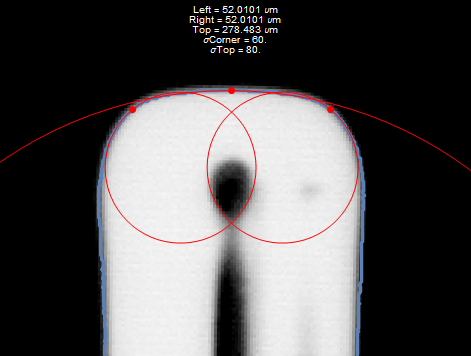 Left = 52.0101 υm
Right = 52.0101 υm
Top = 278.483 υm
σCorner = 60.
σTop = 80.